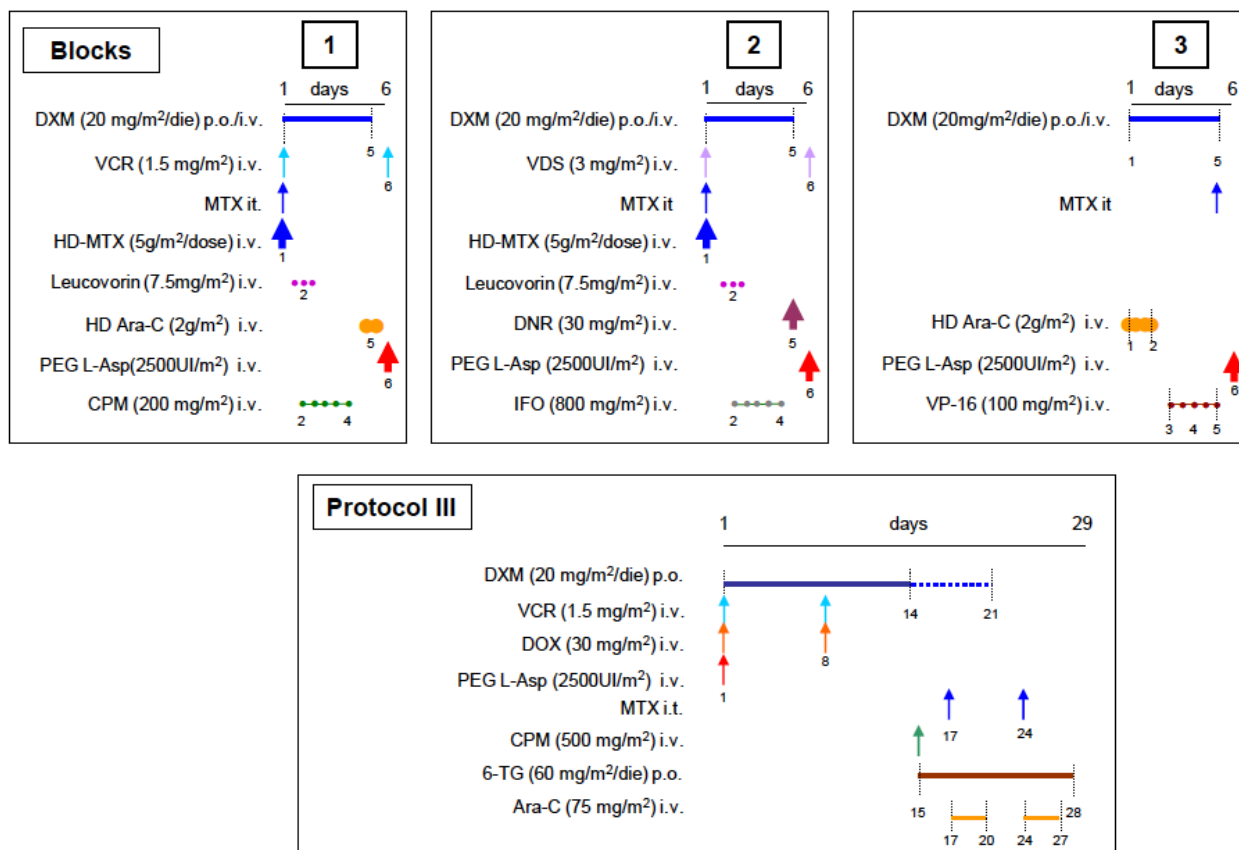 Blocks
1
1 days 6
DXM (20 mg/m²/die) p.o./i.v.
5
VCR (1.5 mg/m²) i.v.
6
MTX it.
HD-MTX (5g/m²/dose) i.v.
1
Leucovorin (7.5mg/m²) i.v.
2
HD Ara-C (2g/m²) i.v.
5
PEG L-Asp(2500UI/m²) i.v.
6
CPM (200 mg/m²) i.v.
2 4
2
1 days 6
DXM (20 mg/m²/die) p.o./i.v.
5
VDS (3 mg/m²) i.v.
6
MTX it
HD-MTX (5g/m²/dose) i.v.
1
Leucovorin (7.5mg/m²) i.v.
2
DNR (30 mg/m²) i.v.
5
PEG L-Asp (2500UI/m²) i.v.
6
IFO (800 mg/m²) i.v.
2 4
3
1 days 6
DXM (20mg/m²/die) p.o./i.v.
1 5
MTX it
HD Ara-C (2g/m²) i.v.
1 2
PEG L-Asp (2500UI/m²) i.v.
6
VP-16 (100 mg/m²) i.v.
3 4 5
Protocol III
1 days 29
DXM (20 mg/m²/die) p.o.
14 21
VCR (1.5 mg/m²) i.v.
DOX (30 mg/m²) i.v.
8
PEG L-Asp (2500UI/m²) i.v.
1
MTX i.t.
17 24
CPM (500 mg/m²) i.v.
6-TG (60 mg/m²/die) p.o.
15 28
Ara-C (75 mg/m²) i.v.
17 20 24 27